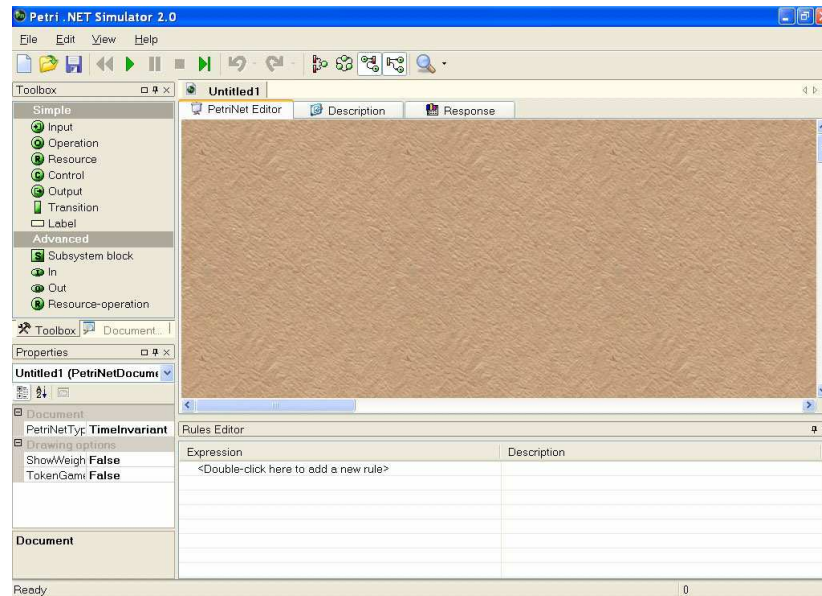 Petri .NET Simulator 2.0
File Edit View Help
Toolbox
Simple
Input
Operation
Resource
Control
Output
Transition
Label
Advanced
Subsystem block
In
Out
Resource-operation
Toolbox Document...
Properties
Untitled1 (PetriNetDocume
Document
PetriNetTyp TimeInvariant
Drawing options
ShowWeigh False
TokenGame False
Document
Untitled1
PetriNet Editor Description Response
Rules Editor
Expression Description
<Double-click here to add a new rule>
Ready 0